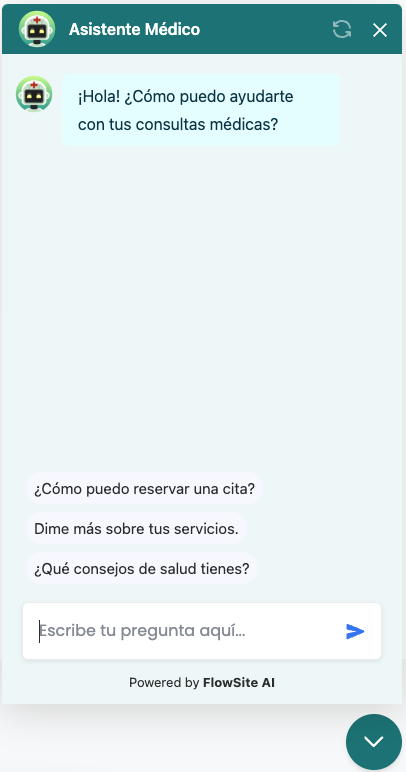 Asistente Médico
¡Hola! ¿Cómo puedo ayudarte
con tus consultas médicas?
¿Cómo puedo reservar una cita?
Dime más sobre tus servicios.
¿Qué consejos de salud tienes?
Escribe tu pregunta aquí...
Powered by FlowSite AI